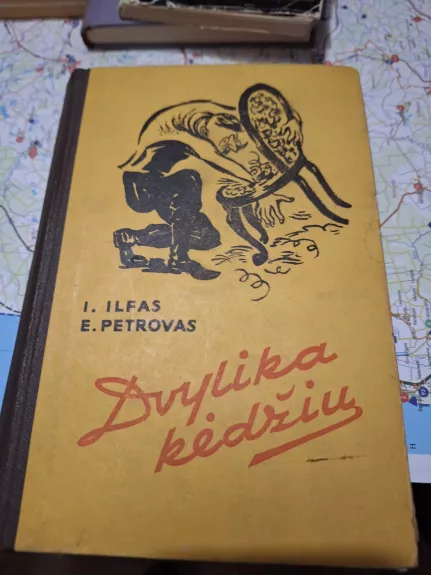 I. ILFAS
E. PETROVAS
Dvylika
kėdžių